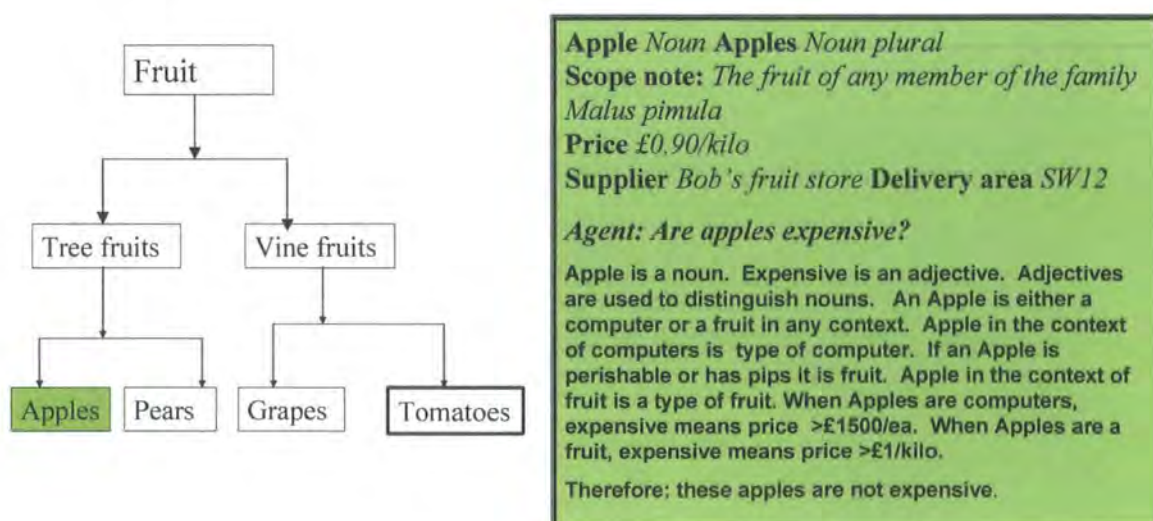 Fruit
Tree fruits
Vine fruits
Apples
Pears
Grapes
Tomatoes
Apple Noun Apples Noun plural
Scope note: The fruit of any member of the family
Malus pimula
Price £0.90/kilo
Supplier Bob's fruit store Delivery area SW12
Agent: Are apples expensive?
Apple is a noun. Expensive is an adjective. Adjectives
are used to distinguish nouns. An Apple is either a
computer or a fruit in any context. Apple in the context
of computers is type of computer. If an Apple is
perishable or has pips it is fruit. Apple in the context of
fruit is a type of fruit. When Apples are computers,
expensive means price >£1500/ea. When Apples are a
fruit, expensive means price >£1/kilo.
Therefore: these apples are not expensive.